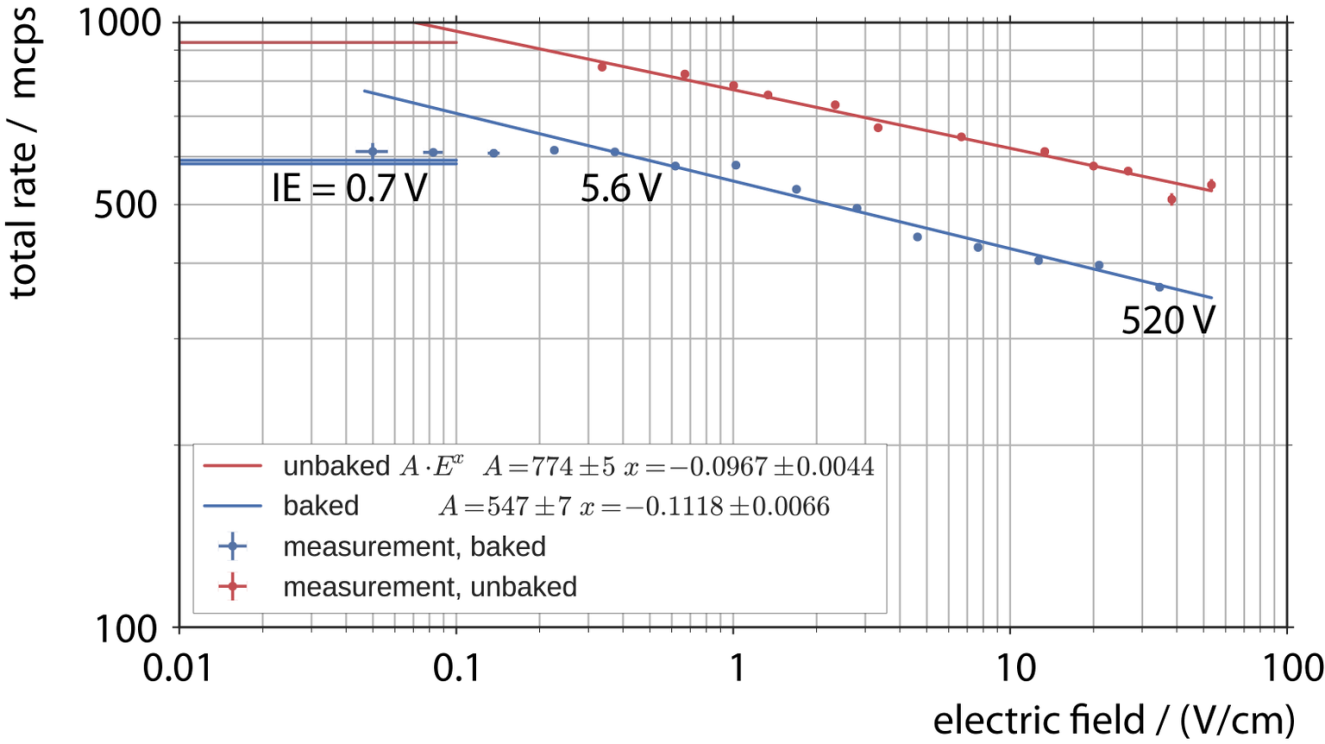 total rate / mcps
1000
500
100
IE = 0.7 V
5.6 V
520 V
unbaked A·E^x A=774±5 x=−0.0967±0.0044
baked A=547±7 x=−0.1118±0.0066
measurement, baked
measurement, unbaked
0.01 0.1 1 10 100
electric field / (V/cm)